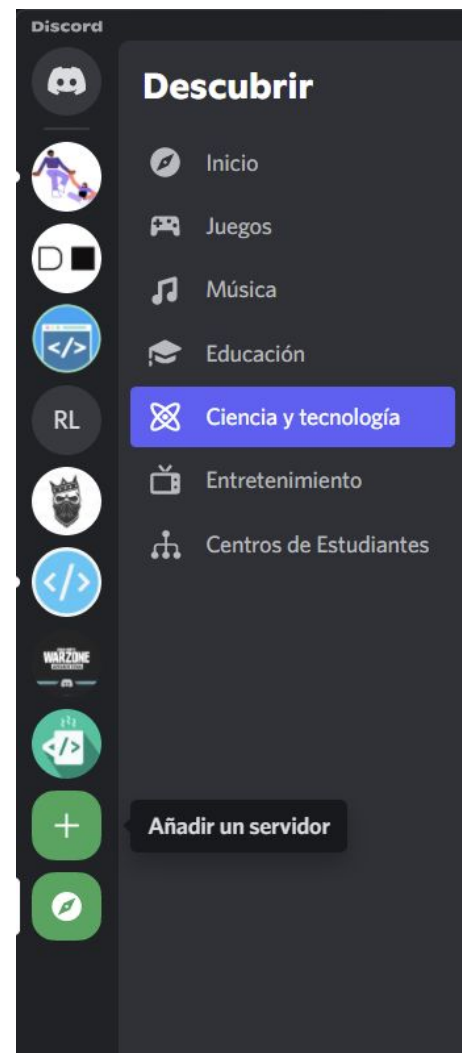 Discord
Descubrir
Inicio
Juegos
Música
Educación
</>
RL
Ciencia y tecnología
Entretenimiento
Centros de Estudiantes
</>
WARZONE
</>
Añadir un servidor